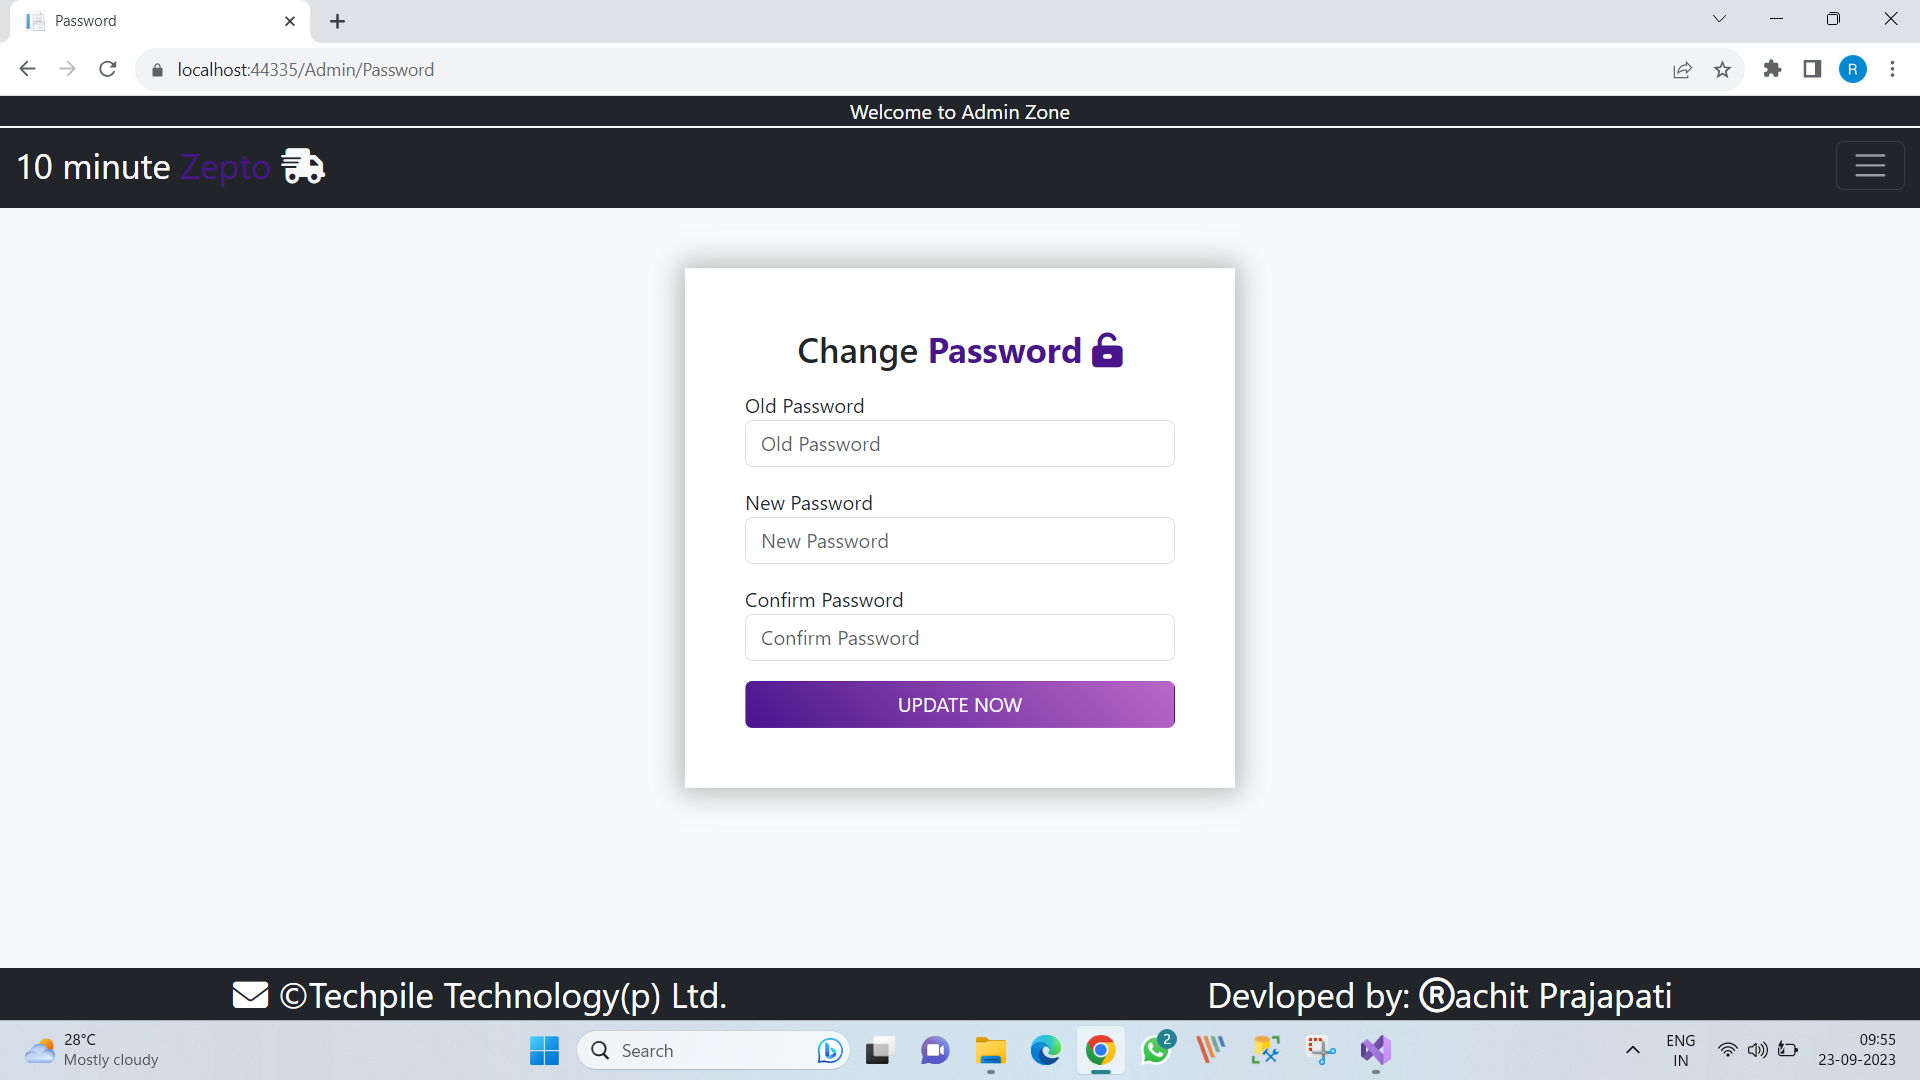 Password
localhost:44335/Admin/Password
R
Welcome to Admin Zone
10 minute Zepto
Change Password
Old Password
Old Password
New Password
New Password
Confirm Password
Confirm Password
UPDATE NOW
©Techpile Technology(p) Ltd.
Devloped by: ®achit Prajapati
28°C
Mostly cloudy
Search
2
ENG
IN
09:55
23-09-2023